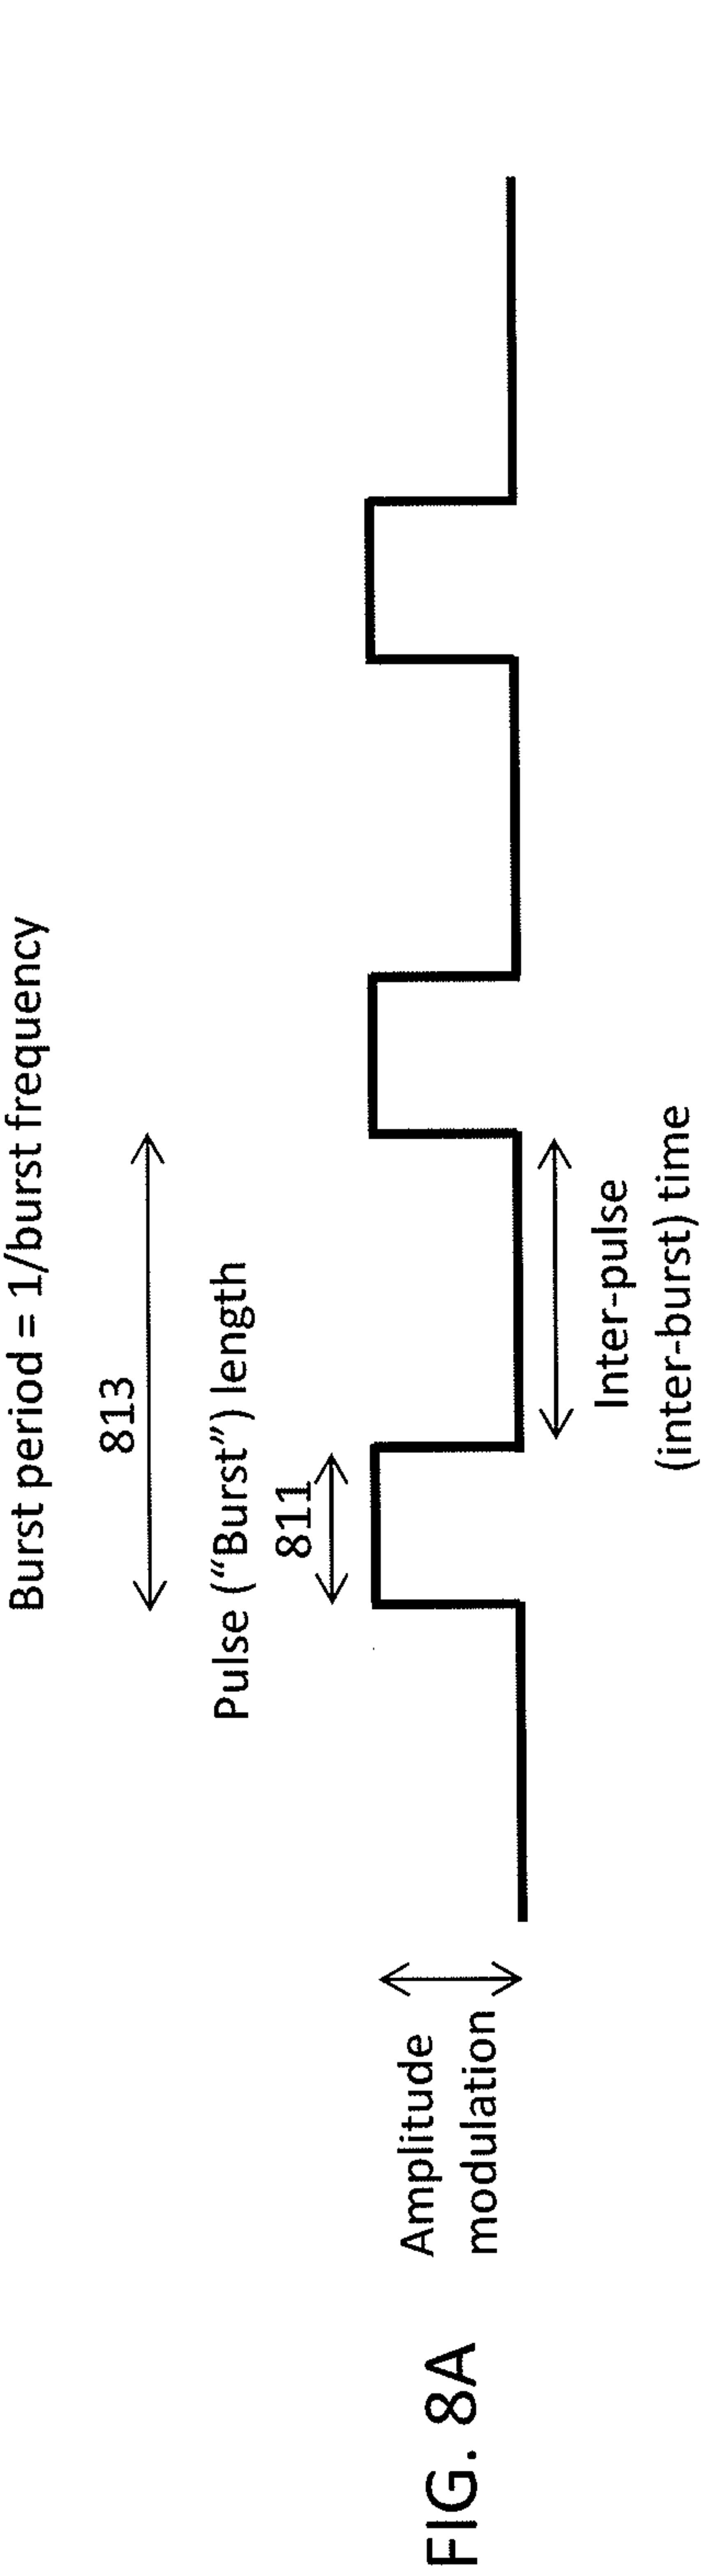 Burst period = 1/burst frequency
813
Pulse (“Burst”) length
811
Amplitude
modulation
Inter-pulse
(inter-burst) time
FIG. 8A